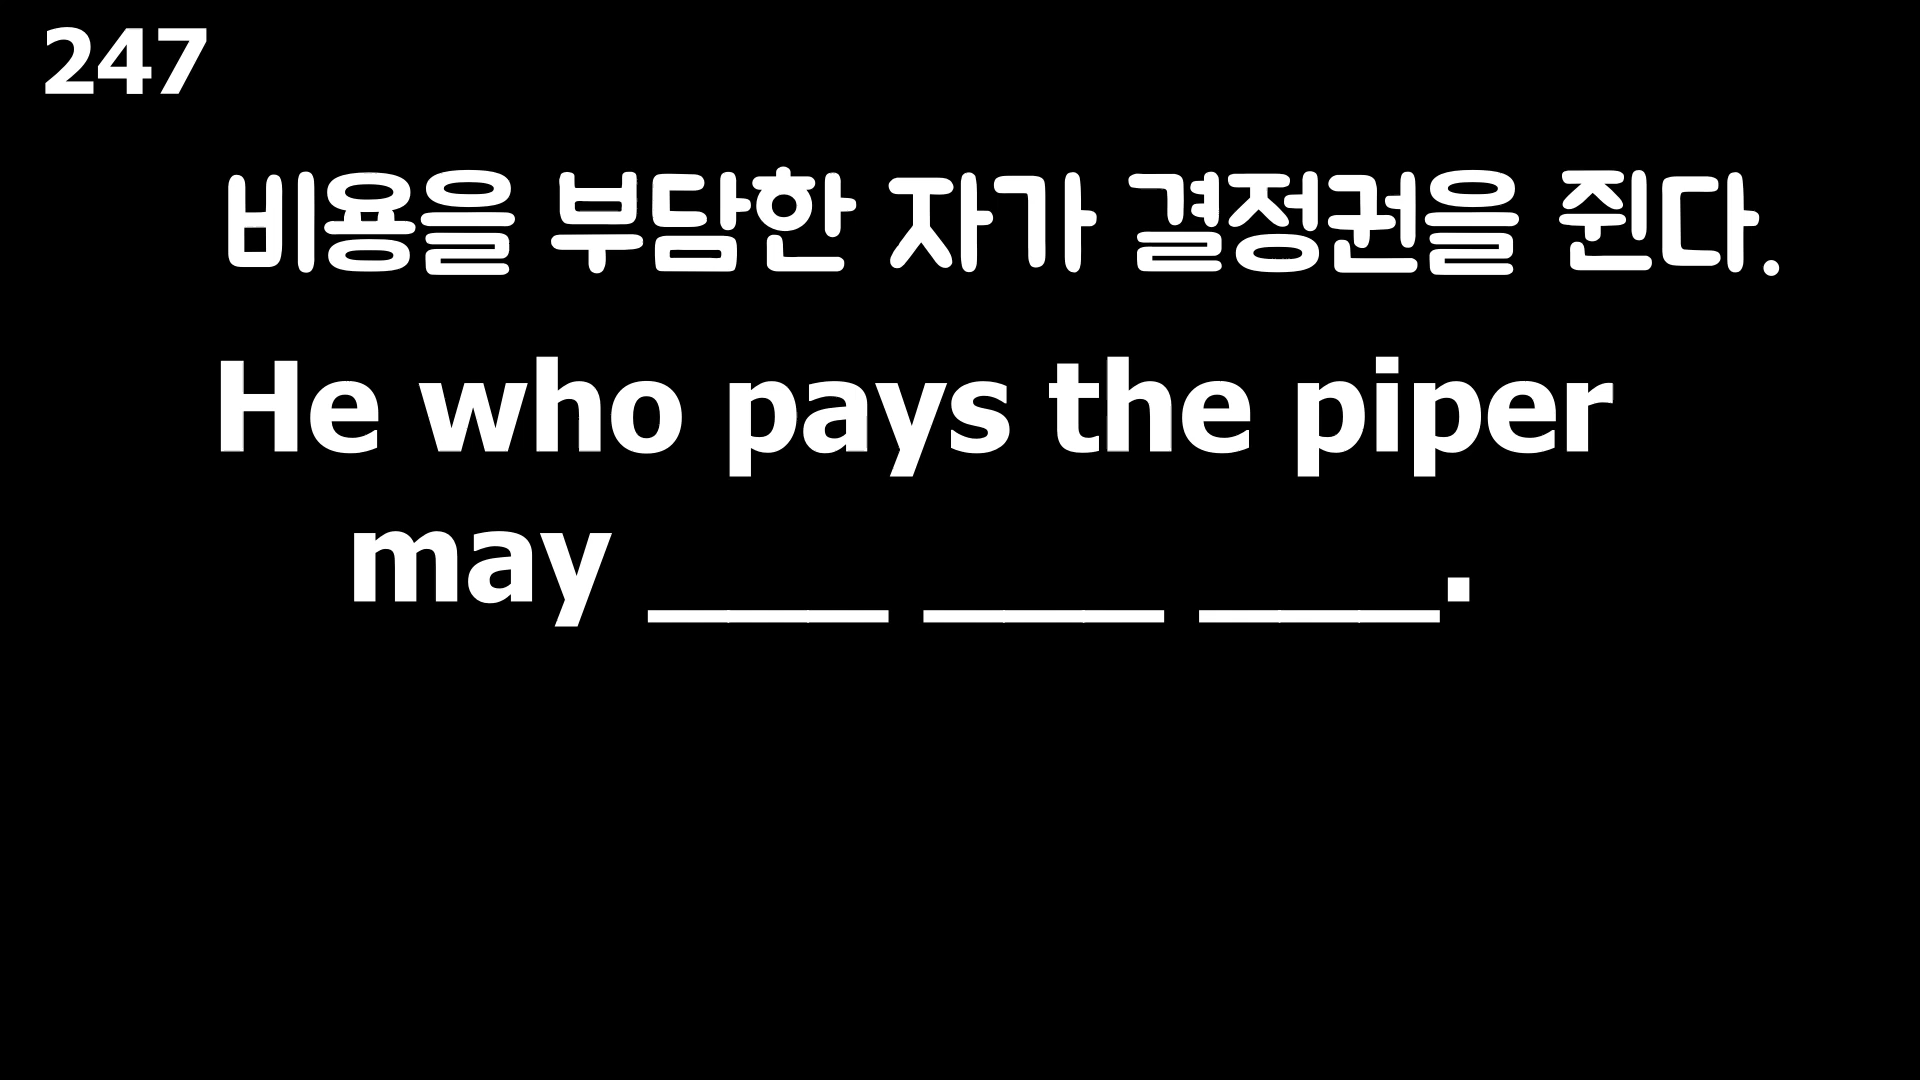 247
비용을 부담한 자가 결정권을 쥔다.
He who pays the piper
may ___ ___ ___.